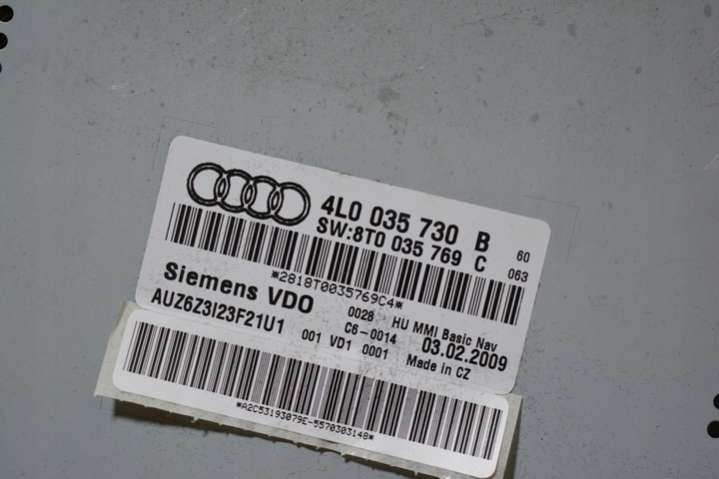 4L0 035 730 B 60
SW:8T0 035 769 C 063
*2818T0035769C4*
Siemens VDO 0028 HU MMI Basic Nav
AUZ6Z3I23F21U1 C6-0014 03.02.2009
001 VD1 0001 Made in CZ
*A2C53193079E-5570303148*